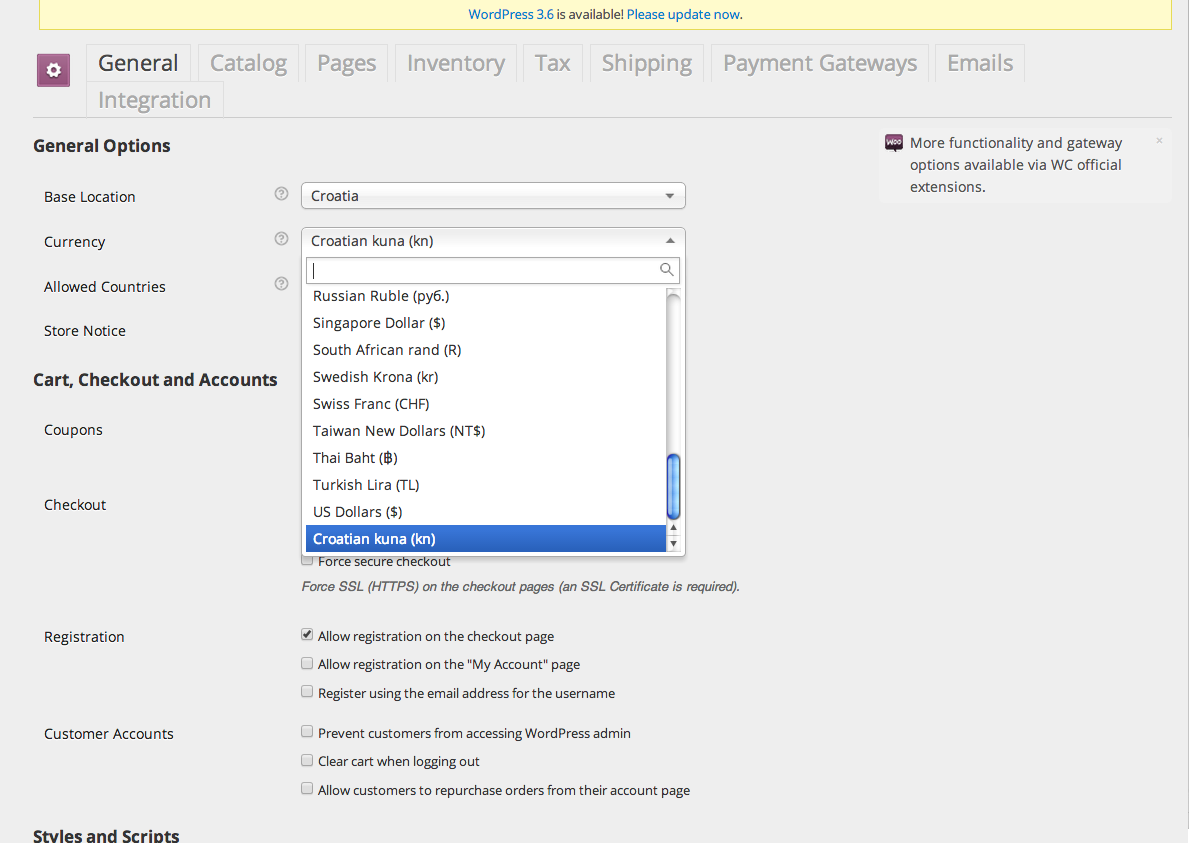 WordPress 3.6 is available! Please update now.
General Catalog Pages Inventory Tax Shipping Payment Gateways Emails
Integration
General Options
WOO More functionality and gateway
options available via WC official
extensions.
×
Base Location ? Croatia
Currency ? Croatian kuna (kn)
Allowed Countries ?
Russian Ruble (руб.)
Singapore Dollar ($)
Store Notice
South African rand (R)
Swedish Krona (kr)
Cart, Checkout and Accounts
Swiss Franc (CHF)
Coupons
Taiwan New Dollars (NT$)
Thai Baht (฿)
Turkish Lira (TL)
Checkout
US Dollars ($)
Croatian kuna (kn)
Force secure checkout
Force SSL (HTTPS) on the checkout pages (an SSL Certificate is required).
Registration
Allow registration on the checkout page
Allow registration on the "My Account" page
Register using the email address for the username
Customer Accounts
Prevent customers from accessing WordPress admin
Clear cart when logging out
Allow customers to repurchase orders from their account page
Styles and Scripts